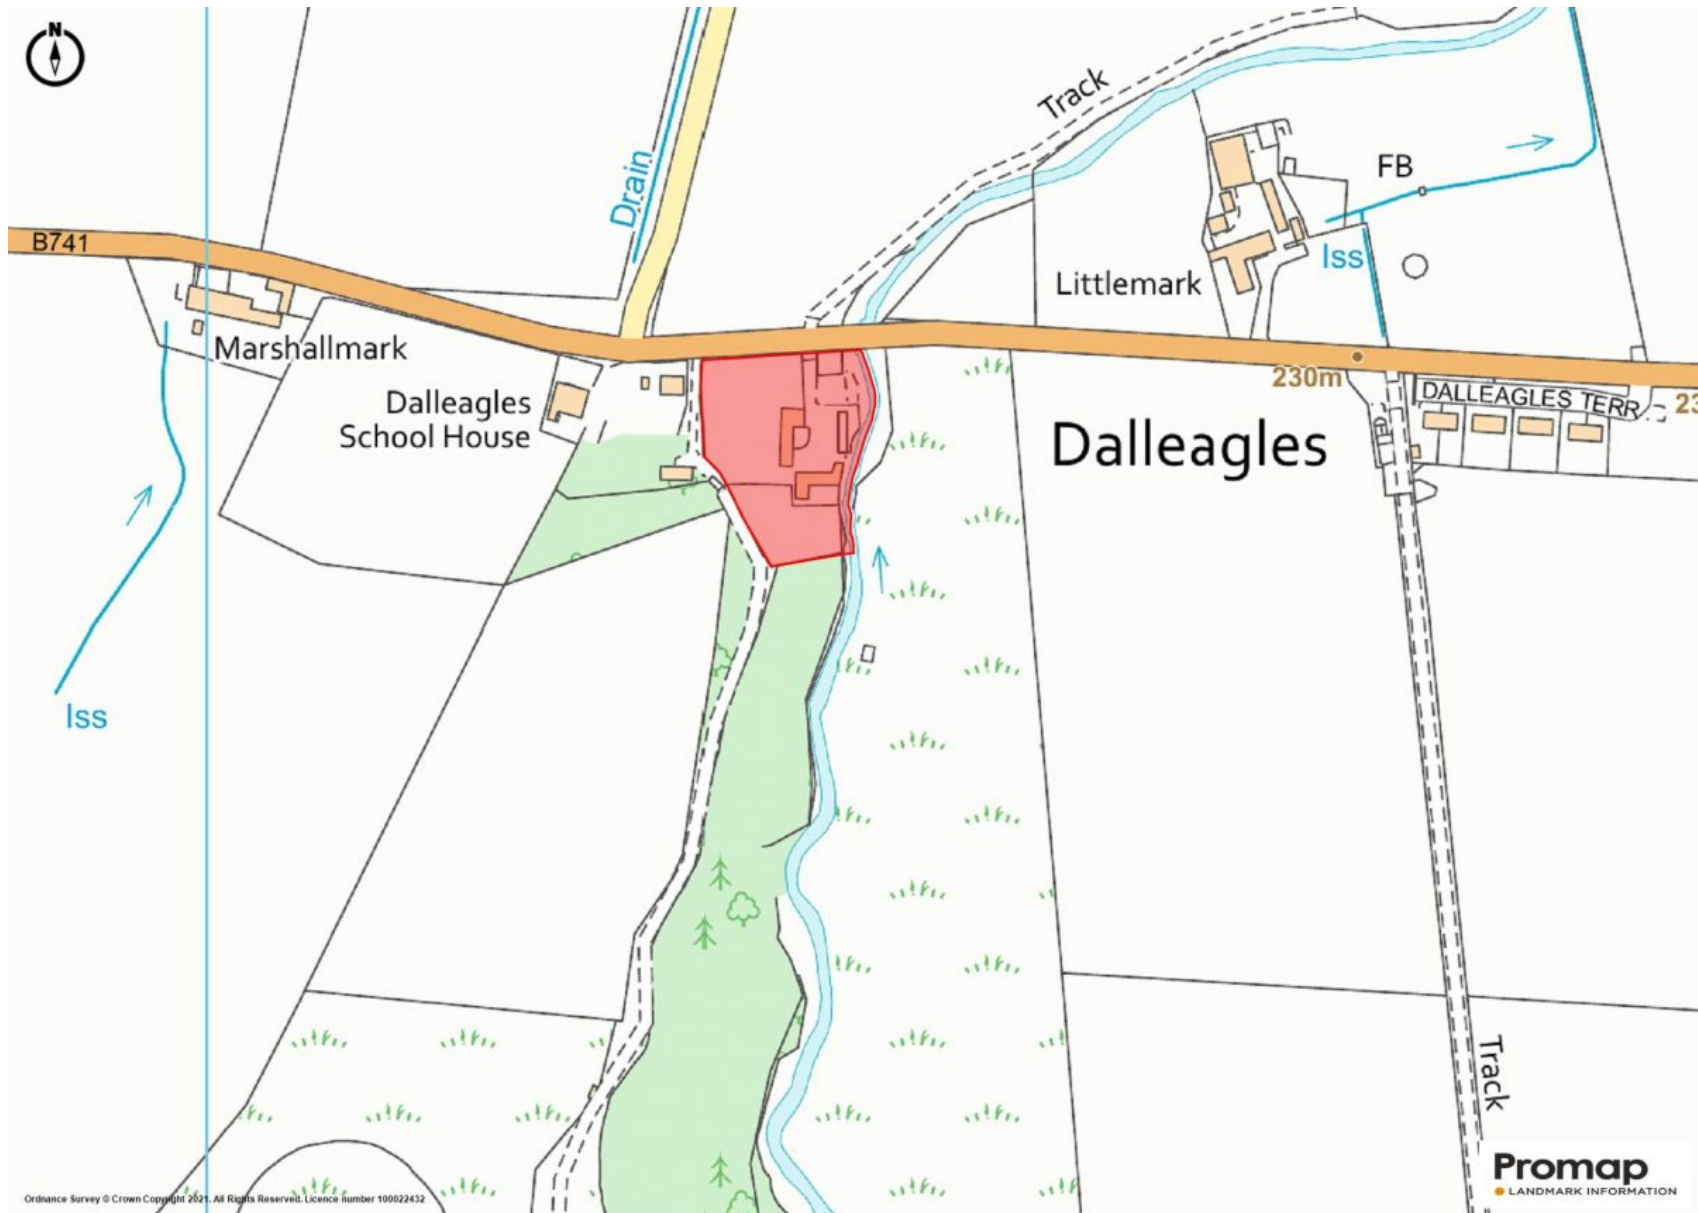 N
Track
Drain
FB
B741
Iss
Littlemark
Marshallmark
230m
Dalleagles
School House
DALLEAGLES TERR
23
Dalleagles
Iss
Track
Promap
LANDMARK INFORMATION
Ordnance Survey © Crown Copyright 2021. All Rights Reserved. Licence number 100022432